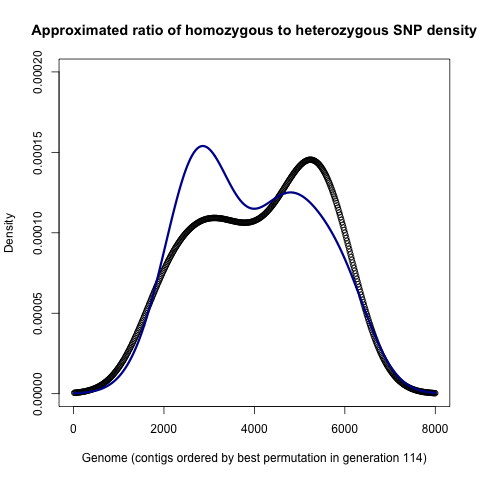 Approximated ratio of homozygous to heterozygous SNP density
0.00020
0.00015
0.00010
0.00005
0.00000
Density
0 2000 4000 6000 8000
Genome (contigs ordered by best permutation in generation 114)